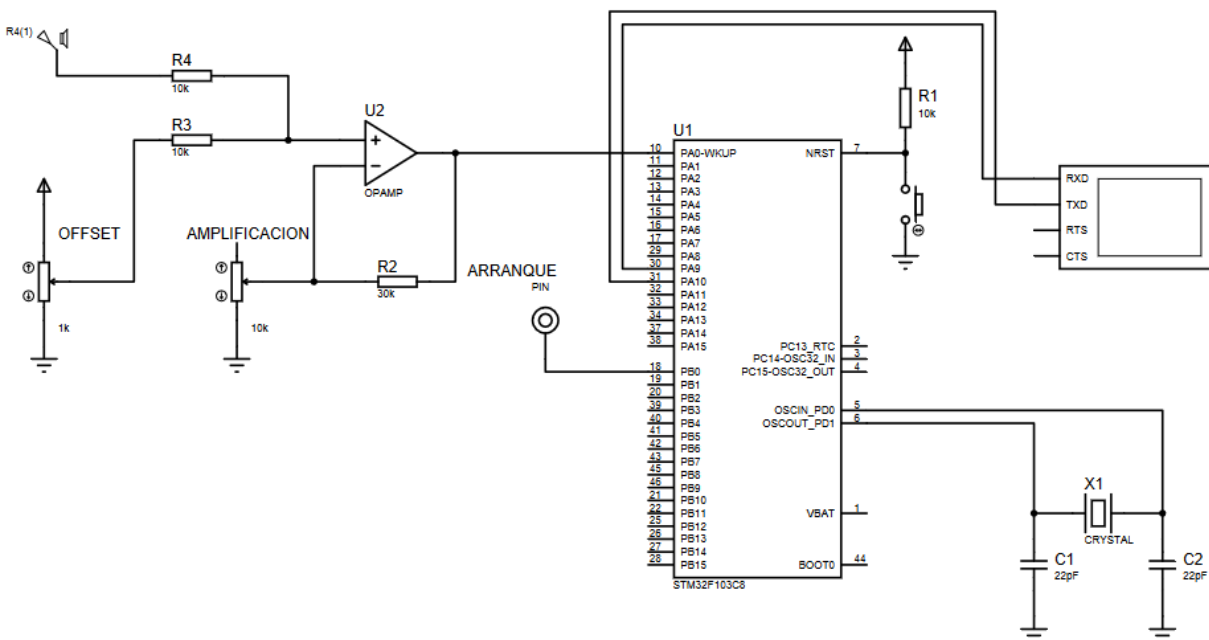 R4(1)
R4
10k
R3
10k
U2
OPAMP
OFFSET
1k
AMPLIFICACION
10k
R2
30k
ARRANQUE
PIN
U1
10 PA0-WKUP
11 PA1
12 PA2
13 PA3
14 PA4
15 PA5
16 PA6
17 PA7
29 PA8
30 PA9
31 PA10
32 PA11
33 PA12
34 PA13
37 PA14
38 PA15
18 PB0
19 PB1
20 PB2
39 PB3
40 PB4
41 PB5
42 PB6
43 PB7
45 PB8
46 PB9
21 PB10
22 PB11
25 PB12
26 PB13
27 PB14
28 PB15
NRST 7
PC13_RTC 2
PC14-OSC32_IN 3
PC15-OSC32_OUT 4
OSCIN_PD0 5
OSCOUT_PD1 6
VBAT 1
BOOT0 44
STM32F103C8
R1
10k
RXD
TXD
RTS
CTS
X1
CRYSTAL
C1
22pF
C2
22pF